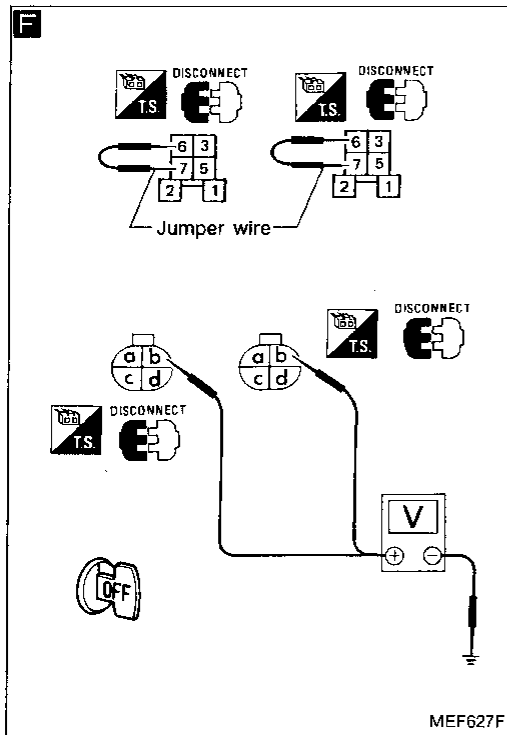 F
DISCONNECT DISCONNECT
T.S. T.S.
6 3 6 3
7 5 7 5
2 1 2 1
Jumper wire
DISCONNECT
T.S.
a b a b
c d c d
DISCONNECT
T.S.
V
+ −
OFF
MEF627F